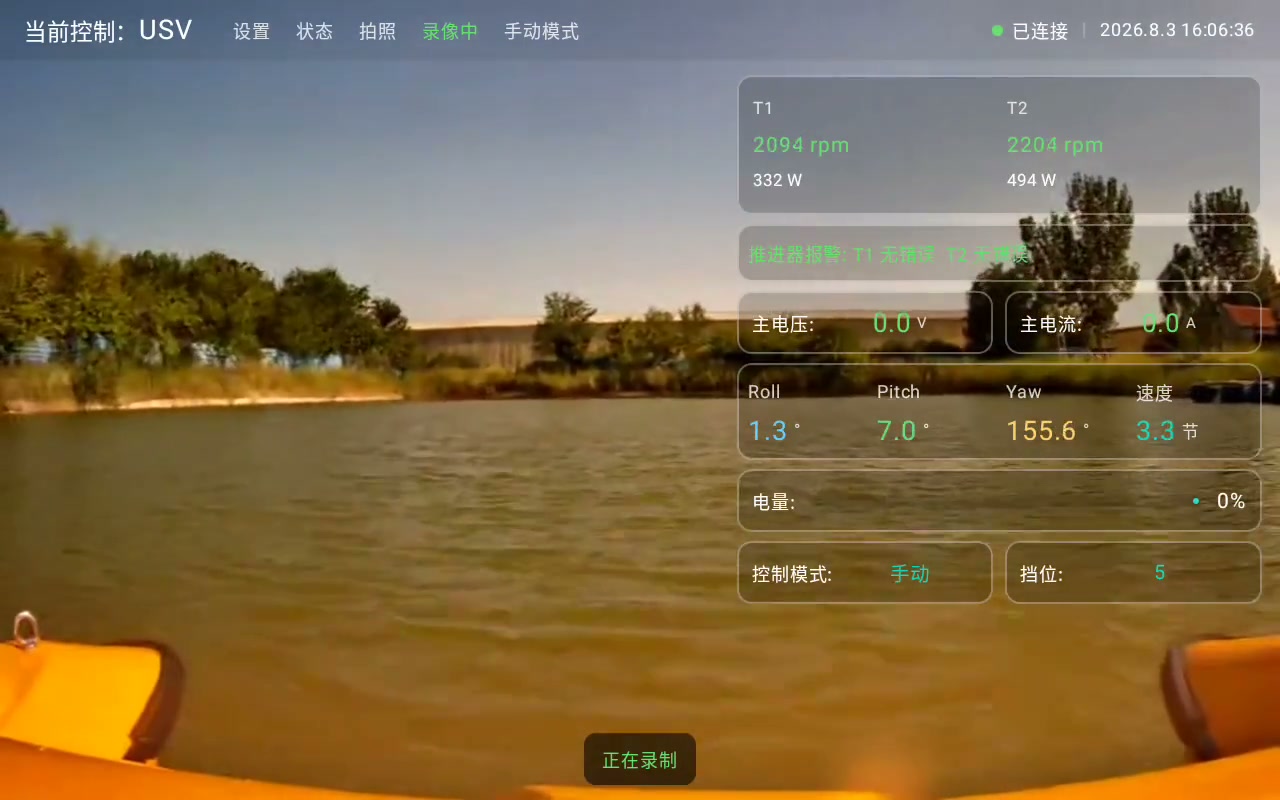 当前控制：USV 设置 状态 拍照 录像中 手动模式 已连接 2026.8.3 16:06:36
T1 T2
2094 rpm 2204 rpm
332 W 494 W
推进器报警: T1 无错误 T2 无错误
主电压: 0.0 V 主电流: 0.0 A
Roll Pitch Yaw 速度
1.3 ° 7.0 ° 155.6 ° 3.3 节
电量: 0%
控制模式: 手动 挡位: 5
正在录制